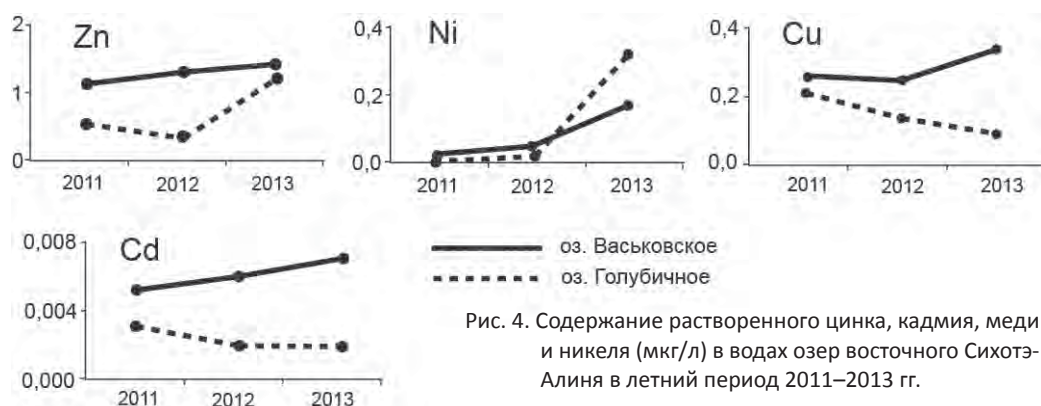 Zn
2
1
0
2011 2012 2013
Ni
0,4
0,2
0,0
2011 2012 2013
Cu
0,4
0,2
0,0
2011 2012 2013
Cd
0,008
0,004
0,000
2011 2012 2013
оз. Васьковское
оз. Голубичное
Рис. 4. Содержание растворенного цинка, кадмия, меди
и никеля (мкг/л) в водах озер восточного Сихотэ-
Алиня в летний период 2011–2013 гг.